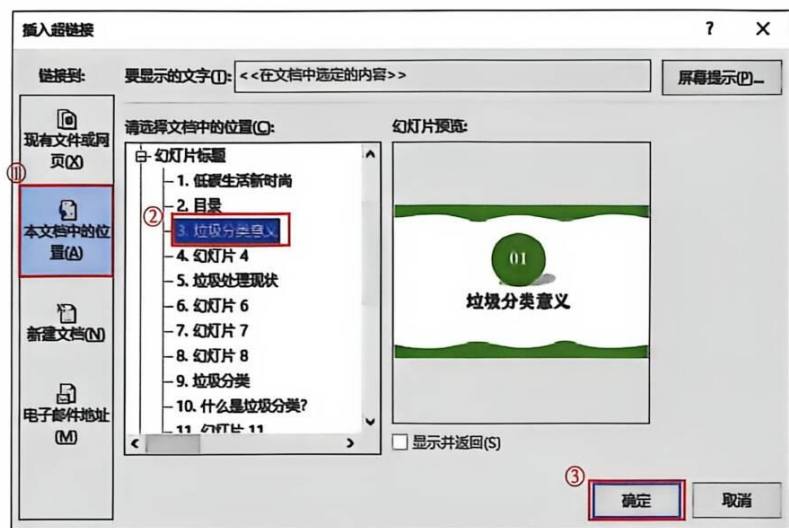 插入超链接
? ×
链接到:
要显示的文字(T): <<在文档中选定的内容>>
屏幕提示(P)...
现有文件或网
页(X)
①
本文档中的位
置(A)
新建文档(N)
电子邮件地址
(M)
请选择文档中的位置(C):
幻灯片标题
1. 低碳生活新时尚
2. 目录
②
3. 垃圾分类意义
4. 幻灯片 4
5. 垃圾处理现状
6. 幻灯片 6
7. 幻灯片 7
8. 幻灯片 8
9. 垃圾分类
10. 什么是垃圾分类?
11. 幻灯片 11
幻灯片预览:
01
垃圾分类意义
显示并返回(S)
③
确定
取消